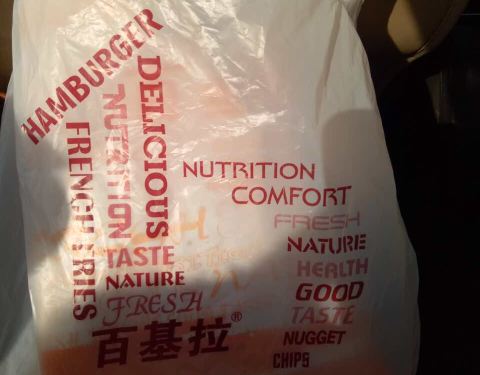 HAMBURGER
DELICIOUS
NUTRITION
FRENCH FRIES
TASTE
NATURE
FRESH
百基拉®
NUTRITION
COMFORT
FRESH
NATURE
HEALTH
GOOD
TASTE
NUGGET
CHIPS